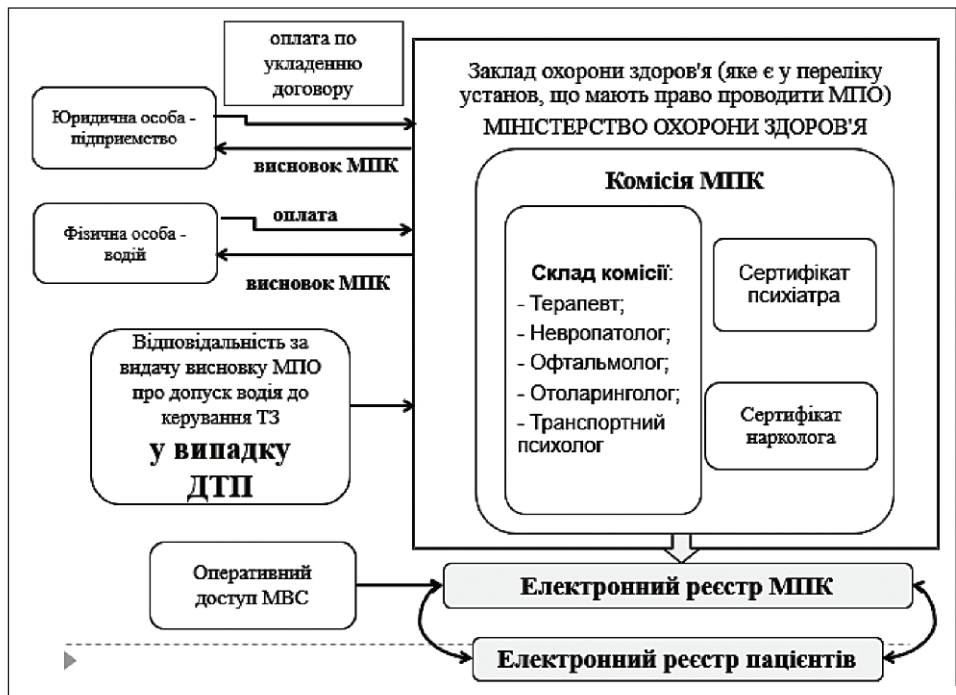 оплата по
укладенню
договору
Юридична особа -
підприємство
висновок МПК
оплата
Фізична особа -
водій
висновок МПК
Відповідальність за
видачу висновку МПО
про допуск водія до
керування ТЗ
у випадку
ДТП
Оперативний
доступ МВС
Заклад охорони здоров'я (яке є у переліку
установ, що мають право проводити МПО)
МІНІСТЕРСТВО ОХОРОНИ ЗДОРОВ'Я
Комісія МПК
Склад комісії:
- Терапевт;
- Невропатолог;
- Офтальмолог;
- Отоларинголог;
- Транспортний
психолог
Сертифікат
психіатра
Сертифікат
нарколога
Електронний реєстр МПК
Електронний реєстр пацієнтів